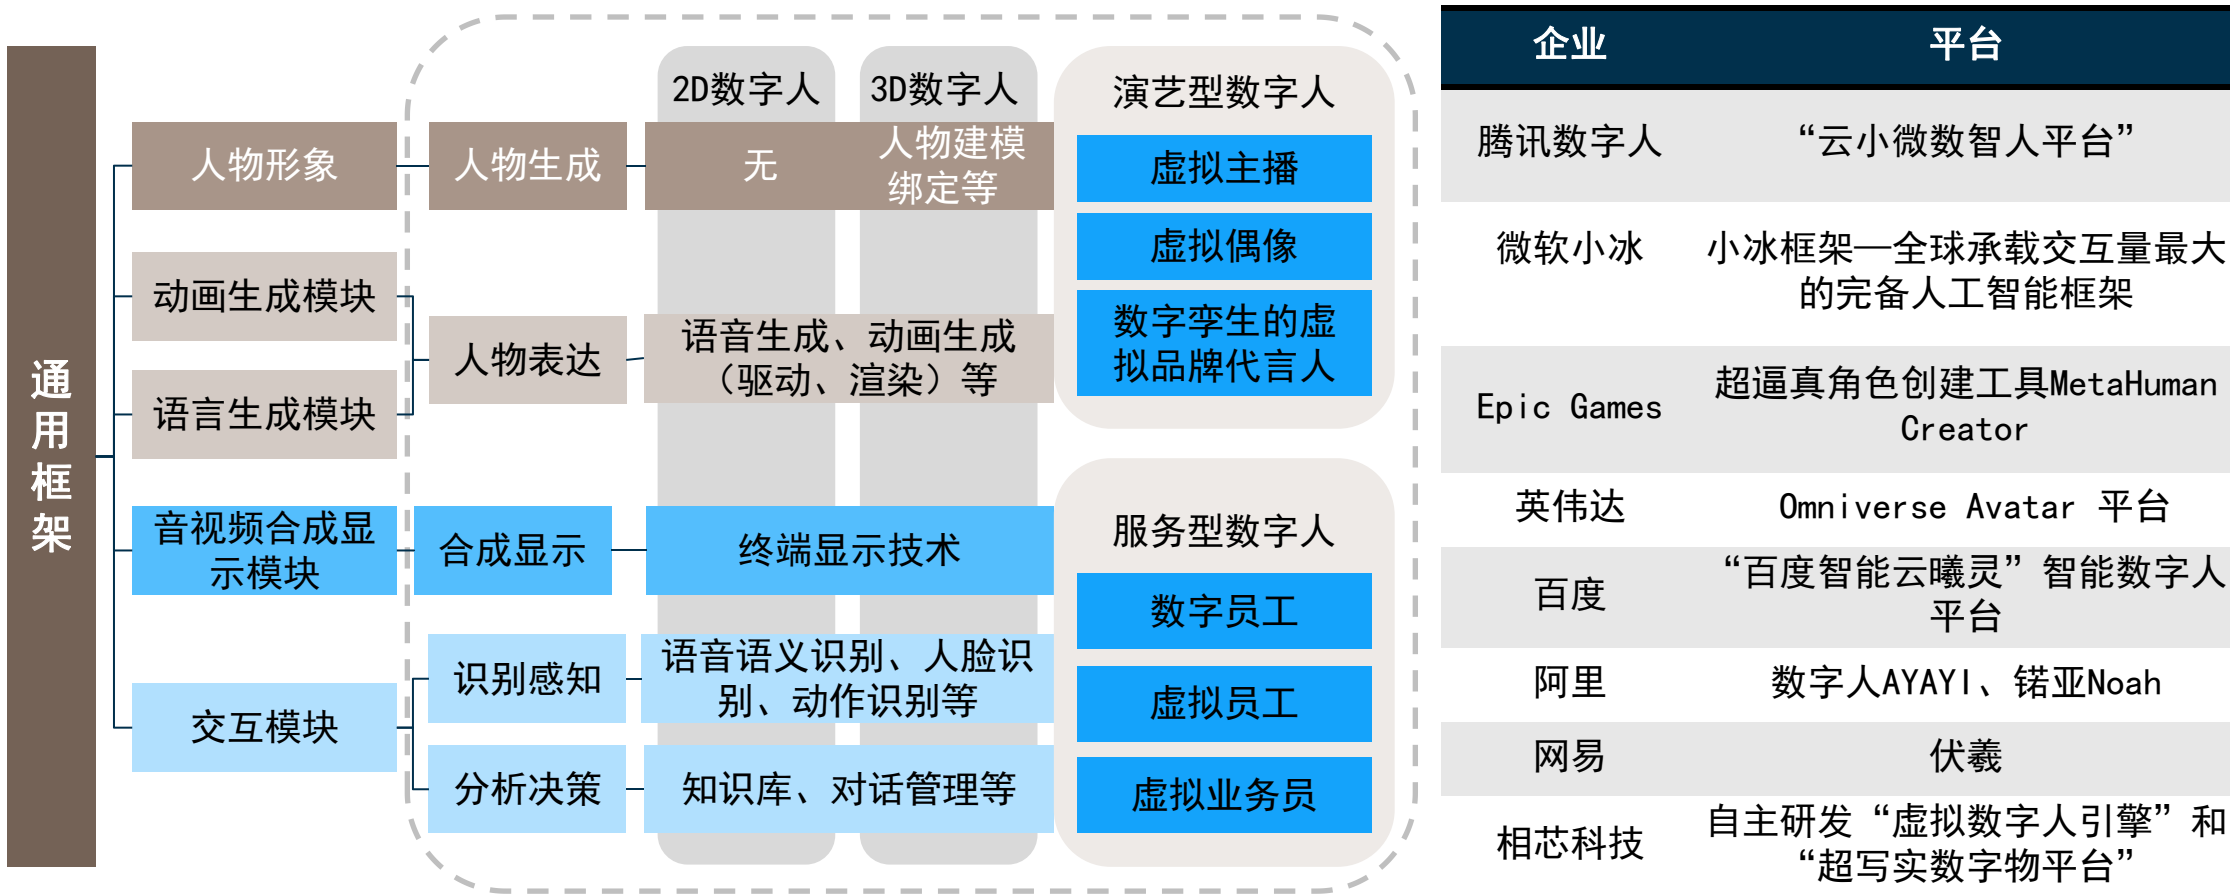 通用框架
人物形象
动画生成模块
语言生成模块
音视频合成显
示模块
交互模块
人物生成
人物表达
合成显示
识别感知
分析决策
2D数字人
3D数字人
无
人物建模
绑定等
语音生成、动画生成
（驱动、渲染）等
终端显示技术
语音语义识别、人脸识
别、动作识别等
知识库、对话管理等
演艺型数字人
虚拟主播
虚拟偶像
数字孪生的虚
拟品牌代言人
服务型数字人
数字员工
虚拟员工
虚拟业务员
企业 平台
腾讯数字人 “云小微数智人平台”
微软小冰 小冰框架—全球承载交互量最大
的完备人工智能框架
Epic Games 超逼真角色创建工具MetaHuman
Creator
英伟达 Omniverse Avatar 平台
百度 “百度智能云曦灵”智能数字人
平台
阿里 数字人AYAYI、锘亚Noah
网易 伏羲
相芯科技 自主研发“虚拟数字人引擎”和
“超写实数字物平台”